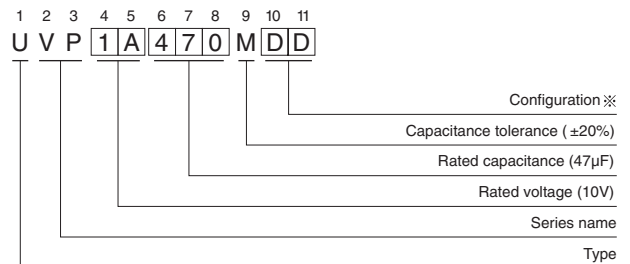 1 2 3 4 5 6 7 8 9 10 11
U V P 1 A 4 7 0 M D D
Configuration ※
Capacitance tolerance (±20%)
Rated capacitance (47µF)
Rated voltage (10V)
Series name
Type